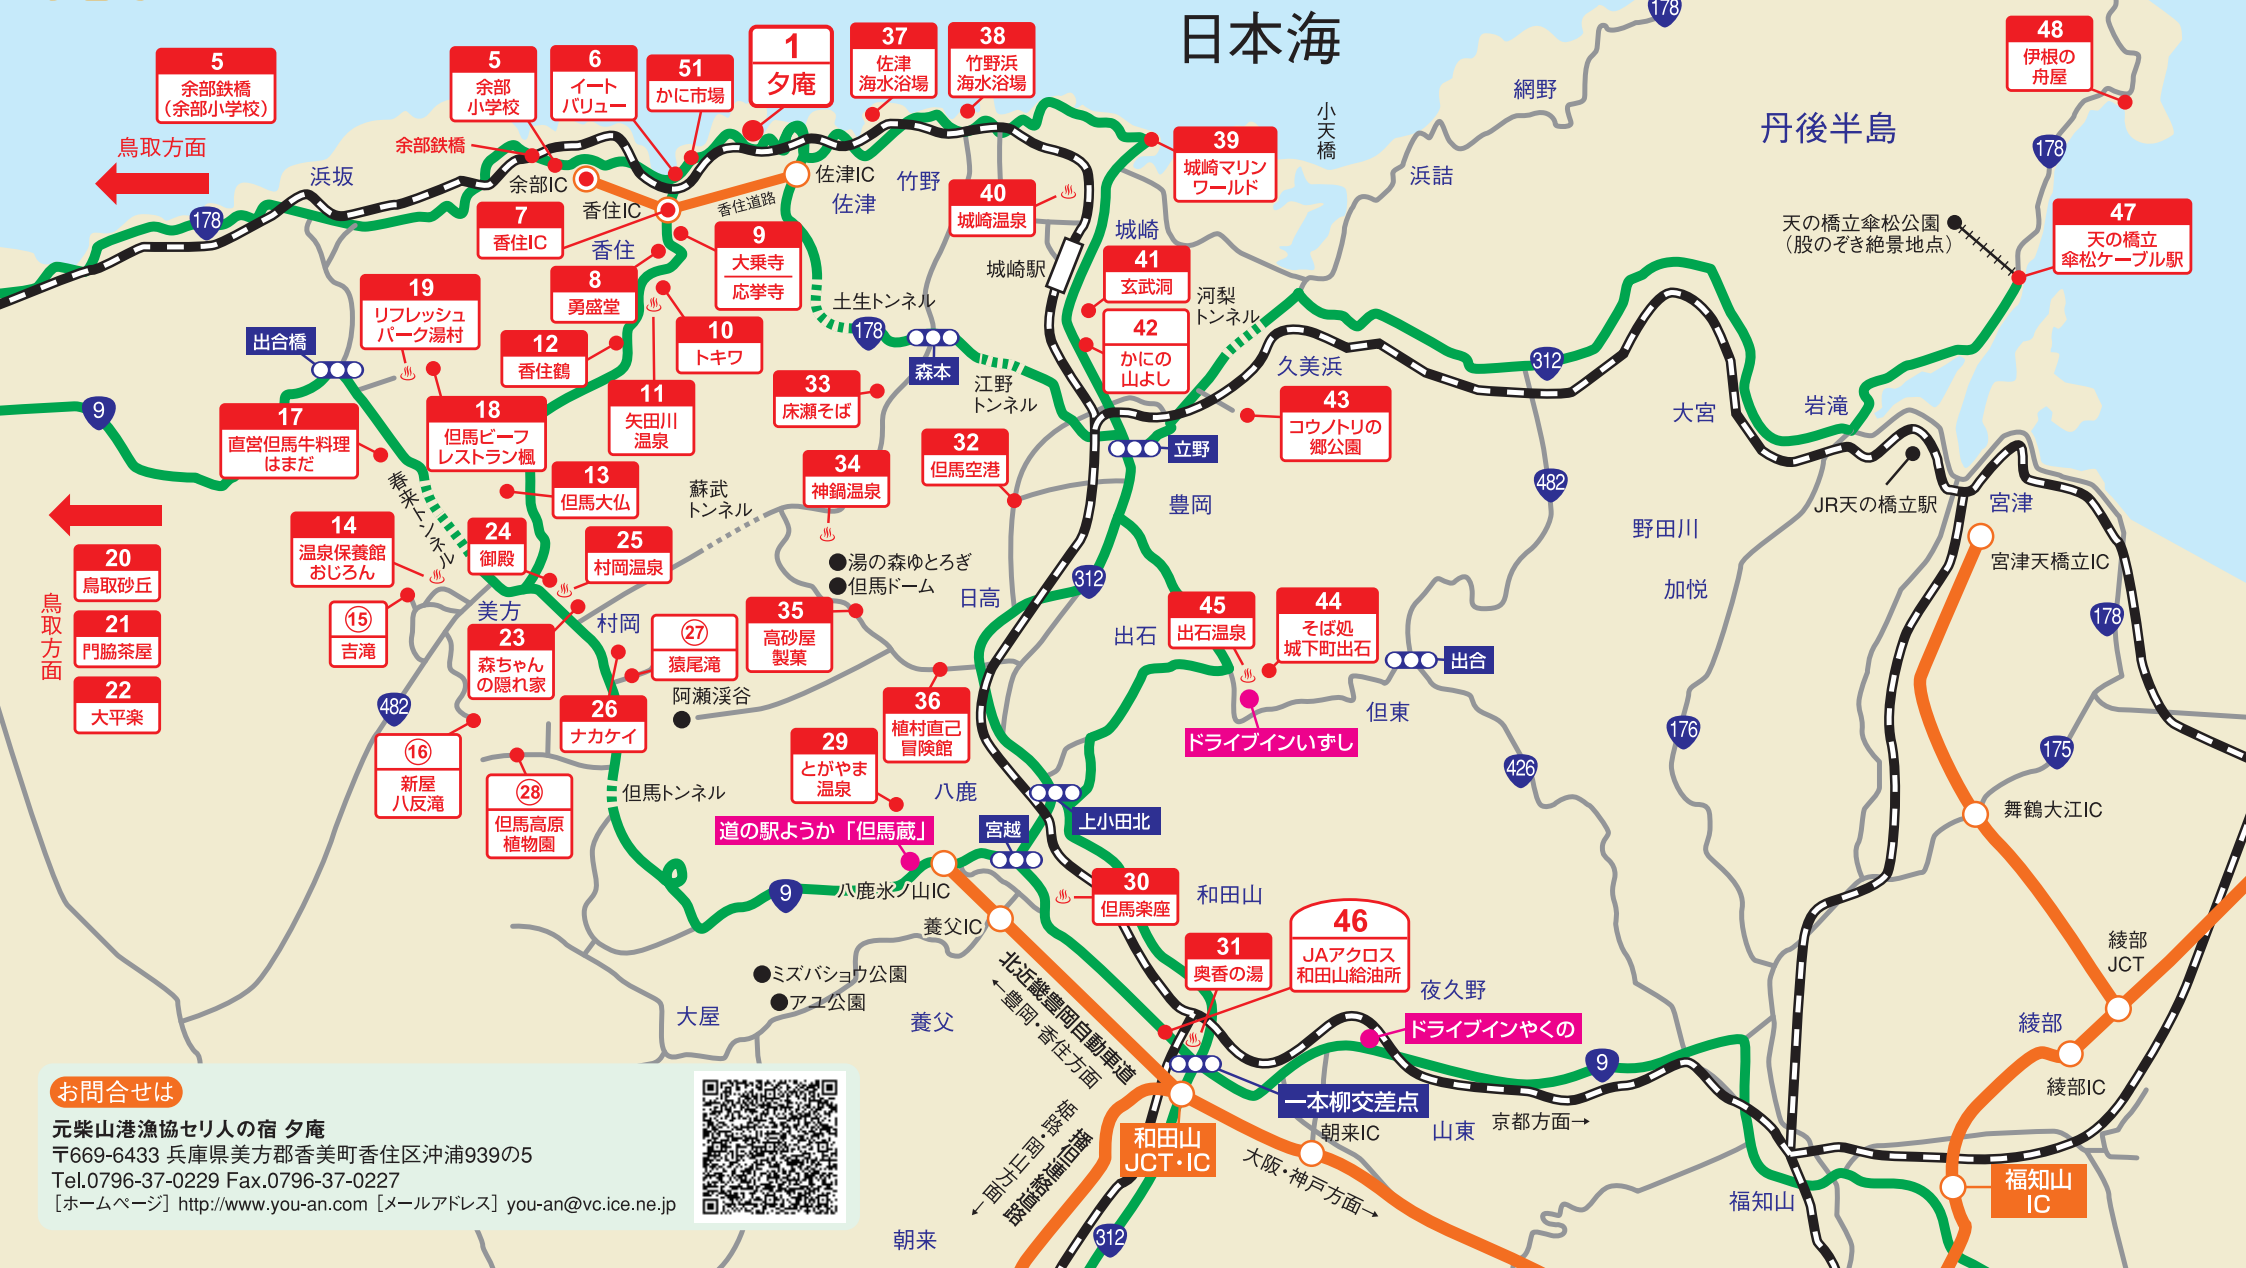 日本海
丹後半島
5
余部鉄橋
(余部小学校)
5
余部
小学校
6
イート
バリュー
51
かに市場
1
夕庵
37
佐津
海水浴場
38
竹野浜
海水浴場
48
伊根の
舟屋
178
鳥取方面
余部鉄橋
浜坂
余部IC
香住IC
佐津IC
香住道路
佐津
竹野
小天橋
網野
浜詰
39
城崎マリン
ワールド
178
178
7
香住IC
香住
9
大乗寺
応挙寺
40
城崎温泉
城崎
天の橋立傘松公園
(股のぞき絶景地点)
47
天の橋立
傘松ケーブル駅
8
勇盛堂
城崎駅
41
玄武洞
河梨
トンネル
19
リフレッシュ
パーク湯村
10
トキワ
土生トンネル
178
42
かにの
山よし
出合橋
12
香住鶴
森本
久美浜
312
9
11
矢田川
温泉
33
床瀬そば
江野
トンネル
43
コウノトリの
郷公園
大宮
岩滝
17
直営但馬牛料理
はまだ
18
但馬ビーフ
レストラン楓
32
但馬空港
立野
13
但馬大仏
蘇武
トンネル
34
神鍋温泉
豊岡
482
JR天の橋立駅
宮津
春来トンネル
14
温泉保養館
おじろん
24
御殿
25
村岡温泉
野田川
20
鳥取砂丘
湯の森ゆとろぎ
但馬ドーム
312
宮津天橋立IC
鳥取方面
15
吉滝
美方
村岡
日高
加悦
21
門脇茶屋
23
森ちゃん
の隠れ家
27
猿尾滝
35
高砂屋
製菓
出石
45
出石温泉
44
そば処
城下町出石
178
出合
22
大平楽
482
26
ナカケイ
阿瀬渓谷
36
植村直己
冒険館
但東
16
新屋
八反滝
29
とがやま
温泉
ドライブインいずし
176
175
28
但馬高原
植物園
但馬トンネル
八鹿
426
道の駅ようか「但馬蔵」
宮越
上小田北
舞鶴大江IC
9
八鹿氷ノ山IC
30
但馬楽座
和田山
養父IC
46
JAアクロス
和田山給油所
31
奥香の湯
綾部
JCT
ミズバショウ公園
アユ公園
北近畿豊岡自動車道
←豊岡・香住方面
夜久野
大屋
養父
ドライブインやくの
綾部
9
綾部IC
お問合せは
元柴山港漁協セリ人の宿 夕庵
〒669-6433 兵庫県美方郡香美町香住区沖浦939の5
Tel.0796-37-0229 Fax.0796-37-0227
[ホームページ] http://www.you-an.com [メールアドレス] you-an@vc.ice.ne.jp
一本柳交差点
京都方面→
和田山
JCT・IC
朝来IC
山東
播但連絡道路
姫路・岡山方面→
大阪・神戸方面→
福知山
福知山
IC
朝来
312